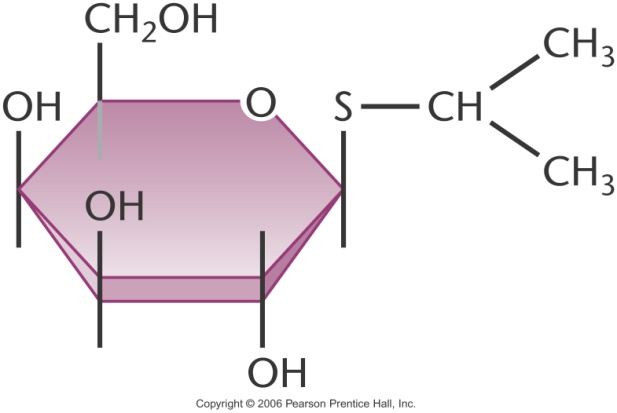 CH₂OH
OH
O
S
CH
CH₃
CH₃
OH
OH
Copyright © 2006 Pearson Prentice Hall, Inc.